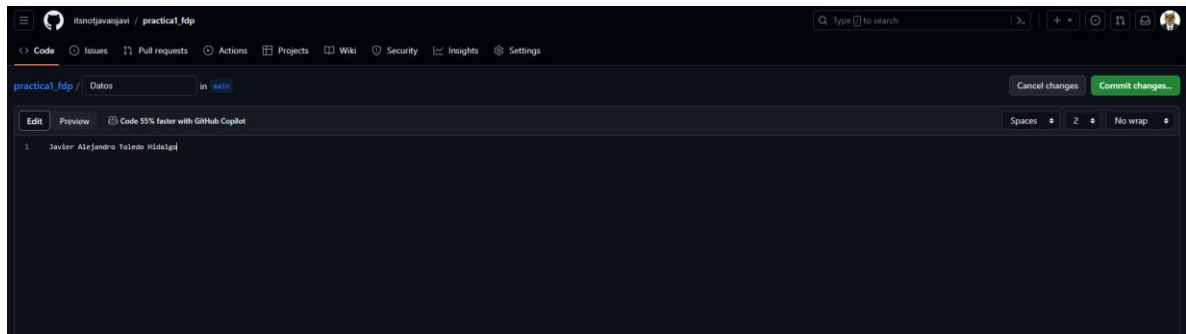 itsnotjavaisjavi / practica1_fdp
Type / to search
Code Issues Pull requests Actions Projects Wiki Security Insights Settings
practica1_fdp / Datos in main
Cancel changes Commit changes...
Edit Preview Code 55% faster with GitHub Copilot
Spaces 2 No wrap
1 Javier Alejandro Toledo Hidalgo